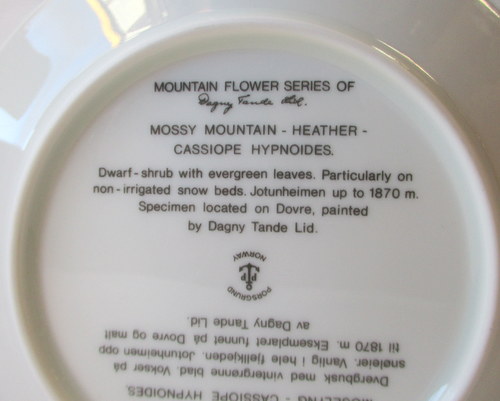 MOUNTAIN FLOWER SERIES OF
Dagny Tande Lid.
MOSSY MOUNTAIN - HEATHER -
CASSIOPE HYPNOIDES.
Dwarf-shrub with evergreen leaves. Particularly on
non-irrigated snow beds. Jotunheimen up to 1870 m.
Specimen located on Dovre, painted
by Dagny Tande Lid.
NORWAY
P P
PORSGRUND
MOSELYNG - CASSIOPE HYPNOIDES.
Dvergbusk med vintergrønne blad. Vokser på
snøleier. Vanlig i hele fjellkjeden. Jotunheimen opp
til 1870 m. Eksemplaret funnet på Dovre og malt
av Dagny Tande Lid.